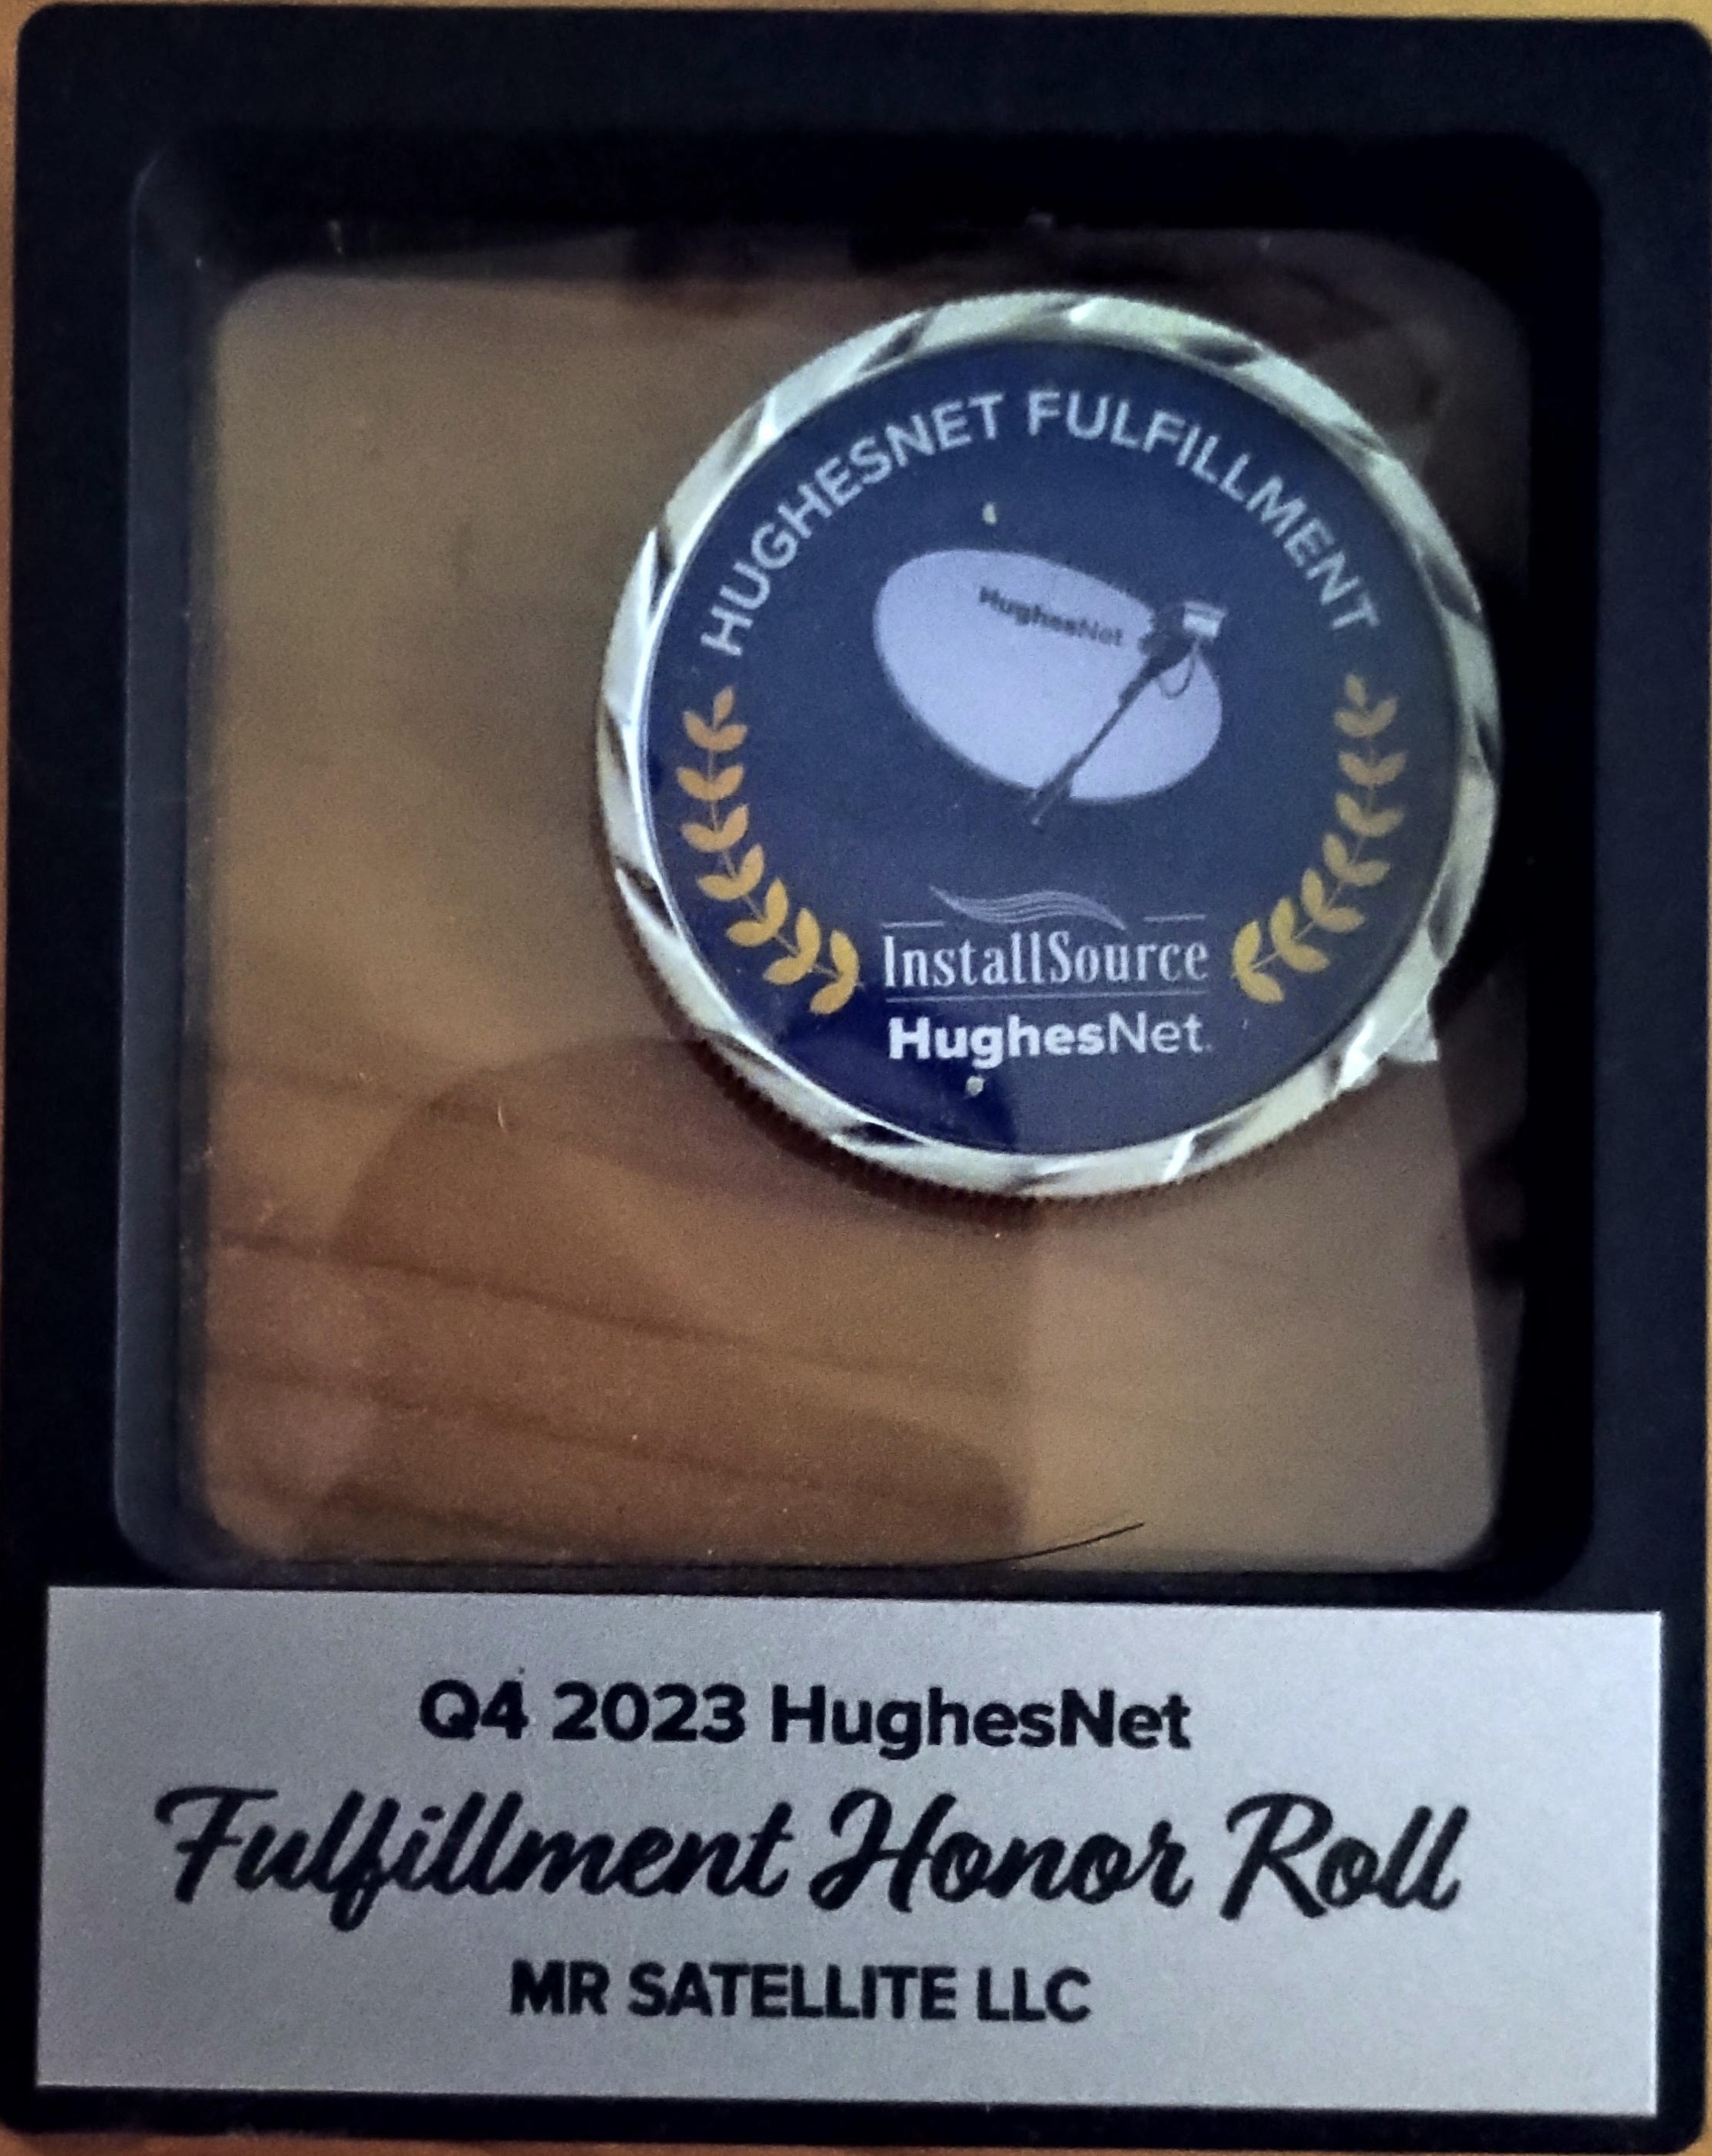 HUGHESNET FULFILLMENT
HughesNet
InstallSource
HughesNet.
Q4 2023 HughesNet
Fulfillment Honor Roll
MR SATELLITE LLC